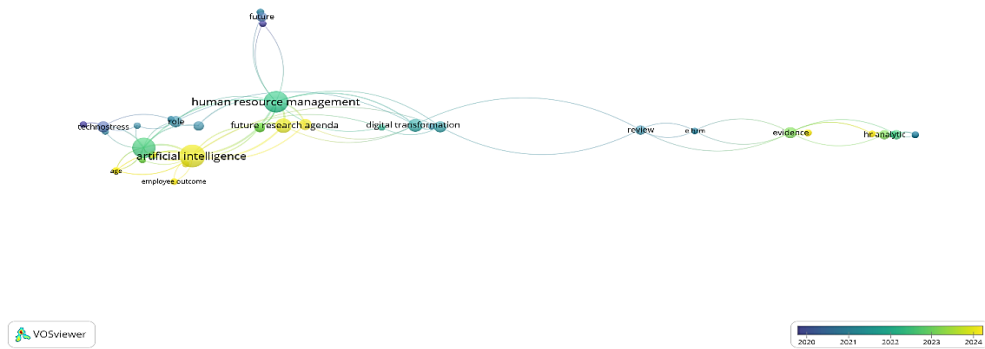 future
human resource management
technostress
role
future research agenda
digital transformation
review
evidence
hr analytic
artificial intelligence
age
employee outcome
VOSviewer
2020 2021 2022 2023 2024